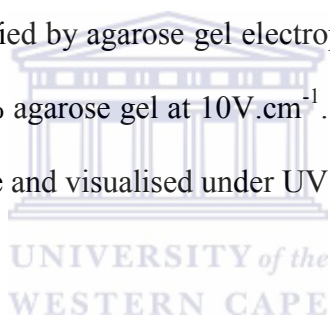 ied by agarose gel electrop
agarose gel at 10V.cm⁻¹.
e and visualised under UV
UNIVERSITY of the
WESTERN CAPE